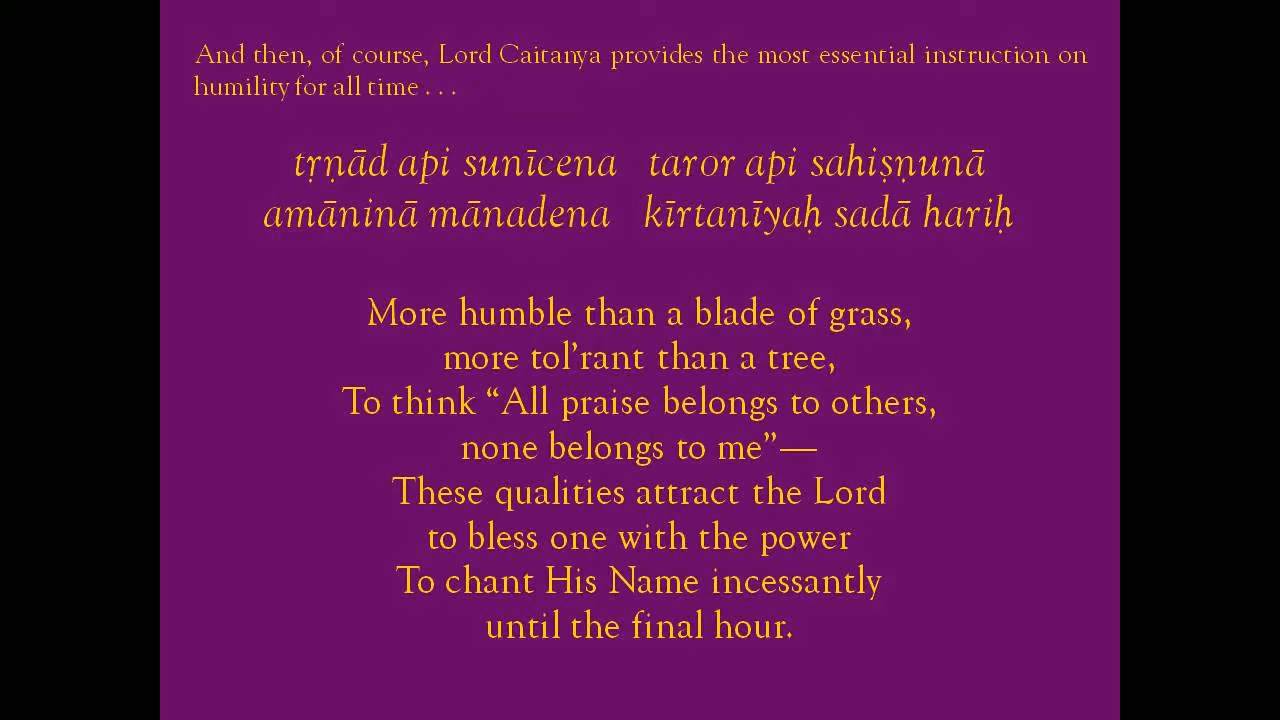 And then, of course, Lord Caitanya provides the most essential instruction on
humility for all time . . .
tṛṇād api sunīcena taror api sahiṣṇunā
amāninā mānadena kīrtanīyaḥ sadā hariḥ
More humble than a blade of grass,
more tol’rant than a tree,
To think “All praise belongs to others,
none belongs to me”—
These qualities attract the Lord
to bless one with the power
To chant His Name incessantly
until the final hour.